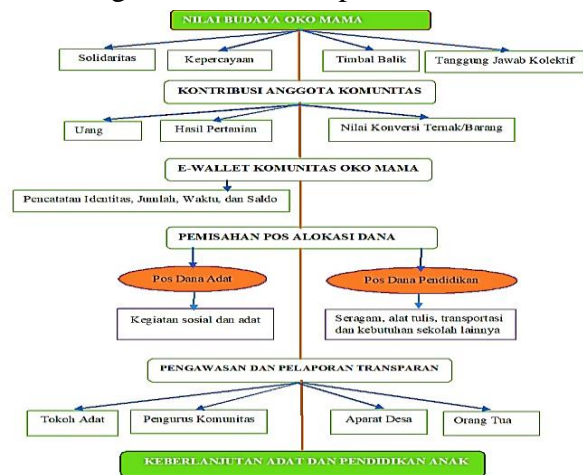 NILAI BUDAYA OKO MAMA
Solidaritas
Kepercayaan
Timbal Balik
Tanggung Jawab Kolektif
KONTRIBUSI ANGGOTA KOMUNITAS
Uang
Hasil Pertanian
Nilai Konversi Ternak/Barang
E-WALLET KOMUNITAS OKO MAMA
Pencatatan Identitas, Jumlah, Waktu, dan Saldo
PEMISAHAN POS ALOKASI DANA
Pos Dana Adat
Pos Dana Pendidikan
Kegiatan sosial dan adat
Seragam, alat tulis, transportasi
dan kebutuhan sekolah lainnya
PENGAWASAN DAN PELAPORAN TRANSPARAN
Tokoh Adat
Pengurus Komunitas
Aparat Desa
Orang Tua
KEBERLANJUTAN ADAT DAN PENDIDIKAN ANAK